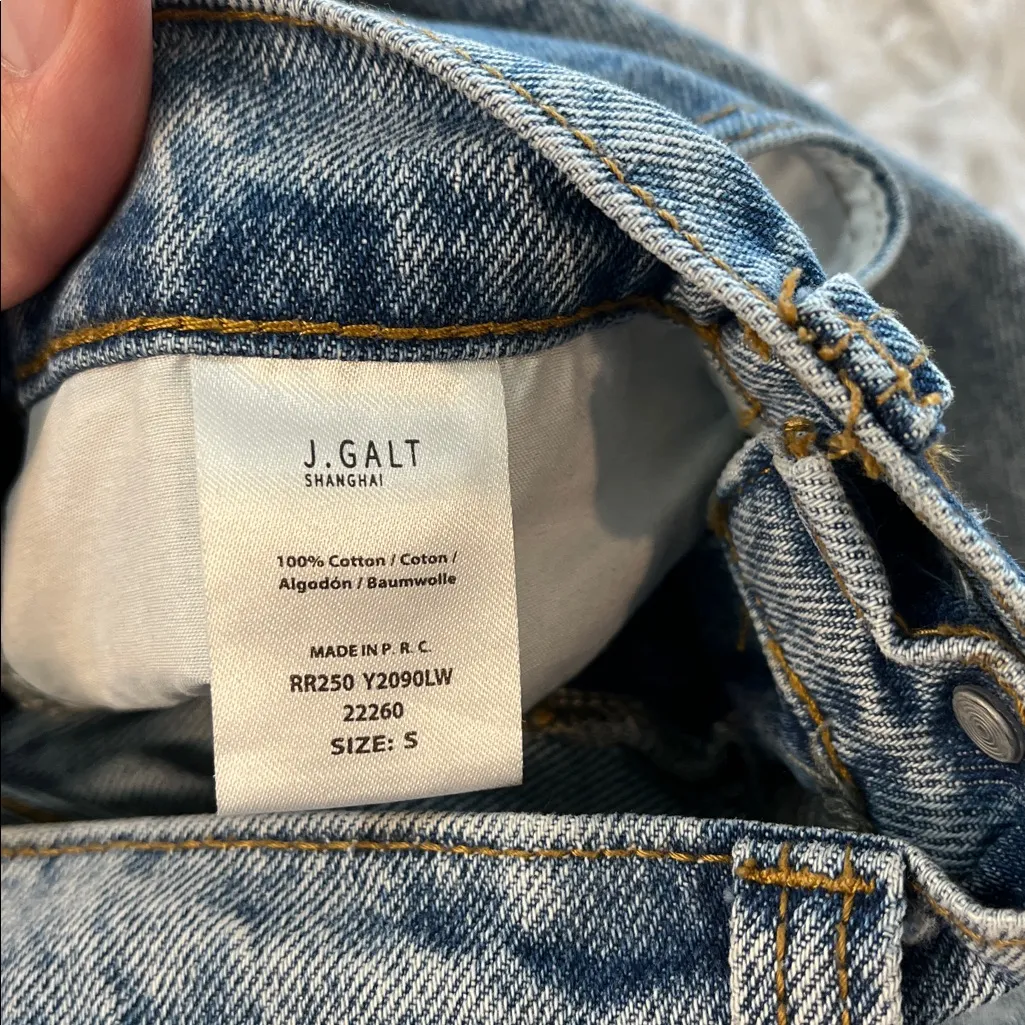 J.GALT
SHANGHAI
100% Cotton / Coton /
Algodón / Baumwolle
MADE IN P. R. C.
RR250 Y2090LW
22260
SIZE: S